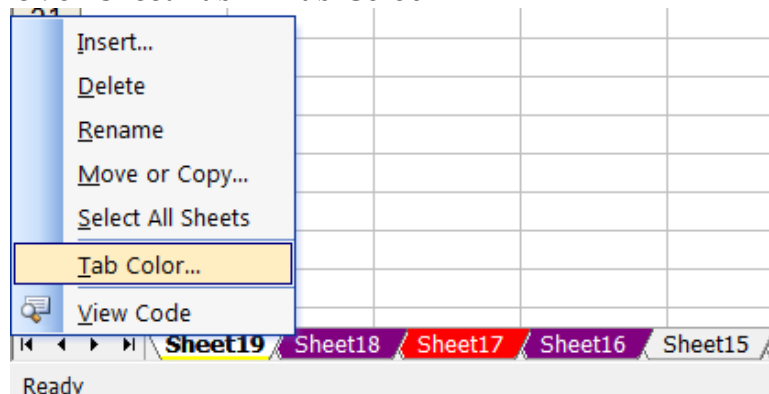 Insert...
Delete
Rename
Move or Copy...
Select All Sheets
Tab Color...
View Code
Sheet19 Sheet18 Sheet17 Sheet16 Sheet15
Ready